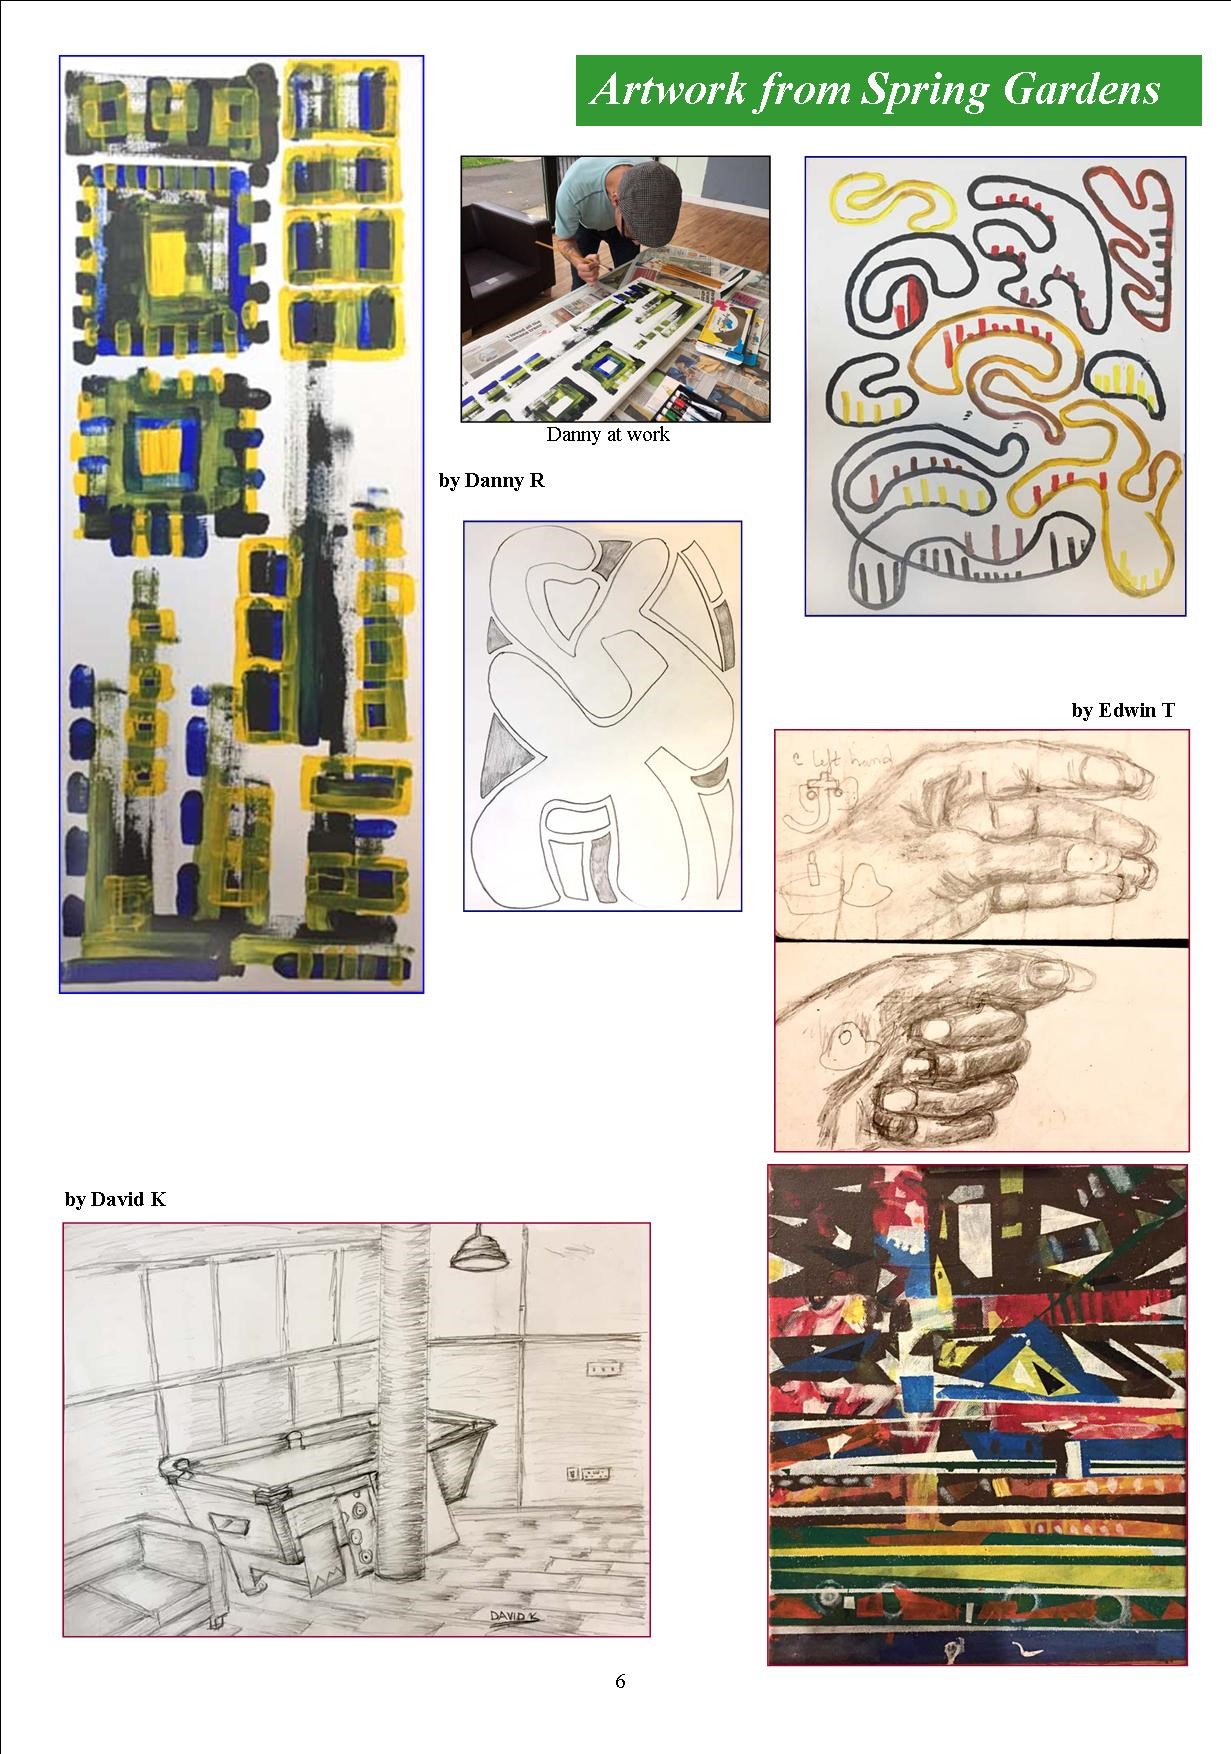 Artwork from Spring Gardens
Danny at work
by Danny R
by Edwin T
left hand
by David K
DAVID K
6